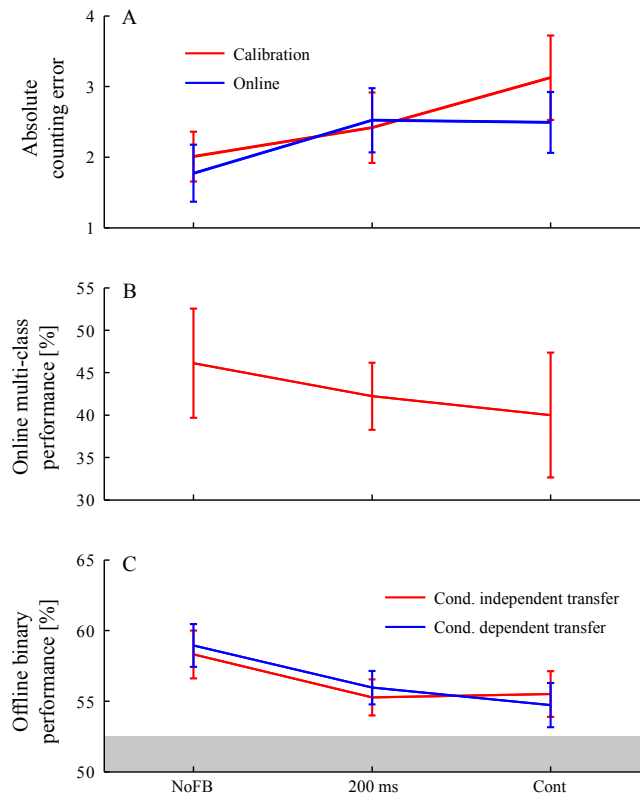 A
4
3
2
1
Absolute
counting error
Calibration
Online
B
55
50
45
40
35
30
Online multi-class
performance [%]
C
65
60
55
50
Offline binary
performance [%]
Cond. independent transfer
Cond. dependent transfer
NoFB 200 ms Cont